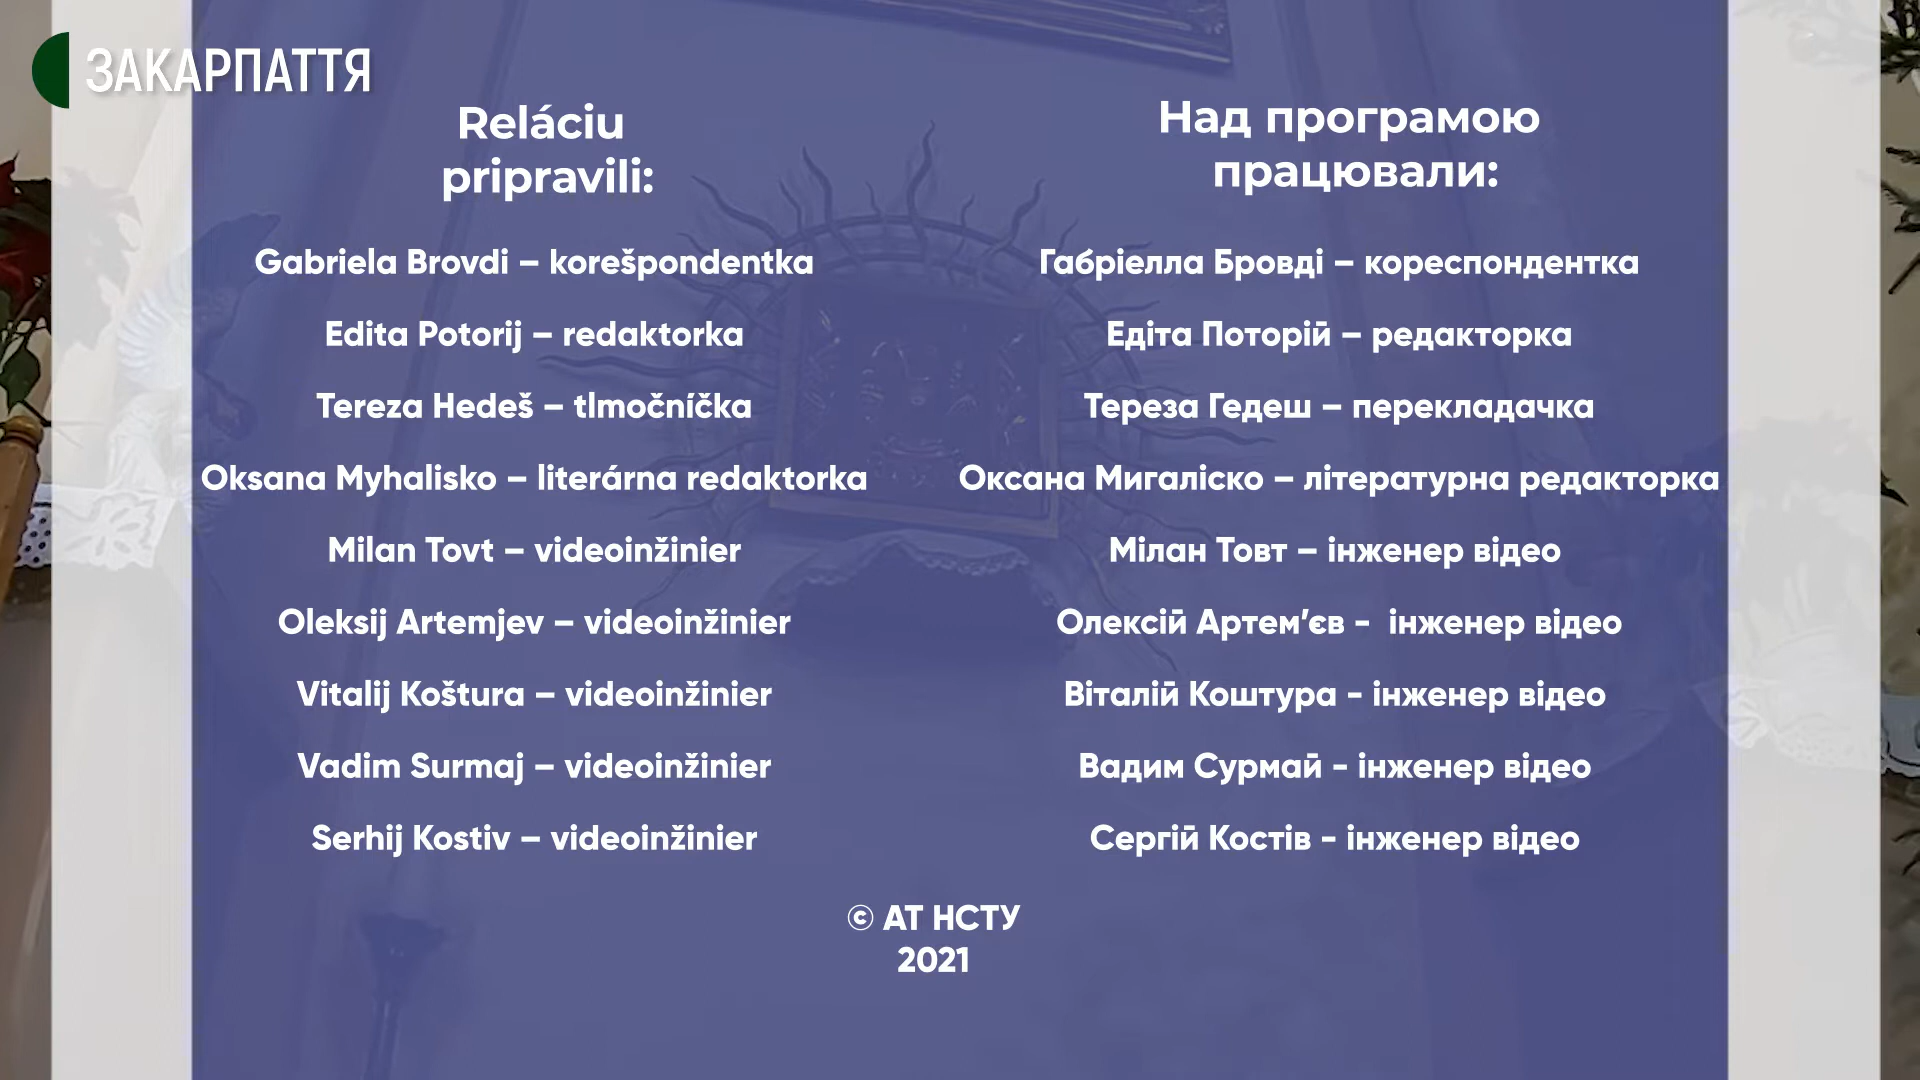 ЗАКАРПАТТЯ
Reláciu
pripravili:
Gabriela Brovdi – korešpondentka
Edita Potorij – redaktorka
Tereza Hedeš – tlmočníčka
Oksana Myhalisko – literárna redaktorka
Milan Tovt – videoinžinier
Oleksij Artemjev – videoinžinier
Vitalij Koštura – videoinžinier
Vadim Surmaj – videoinžinier
Serhij Kostiv – videoinžinier
Над програмою
працювали:
Габріелла Бровді – кореспондентка
Едіта Поторій – редакторка
Тереза Гедеш – перекладачка
Оксана Мигаліско – літературна редакторка
Мілан Товт – інженер відео
Олексій Артем’єв - інженер відео
Віталій Коштура - інженер відео
Вадим Сурмай - інженер відео
Сергій Костів - інженер відео
© АТ НСТУ
2021